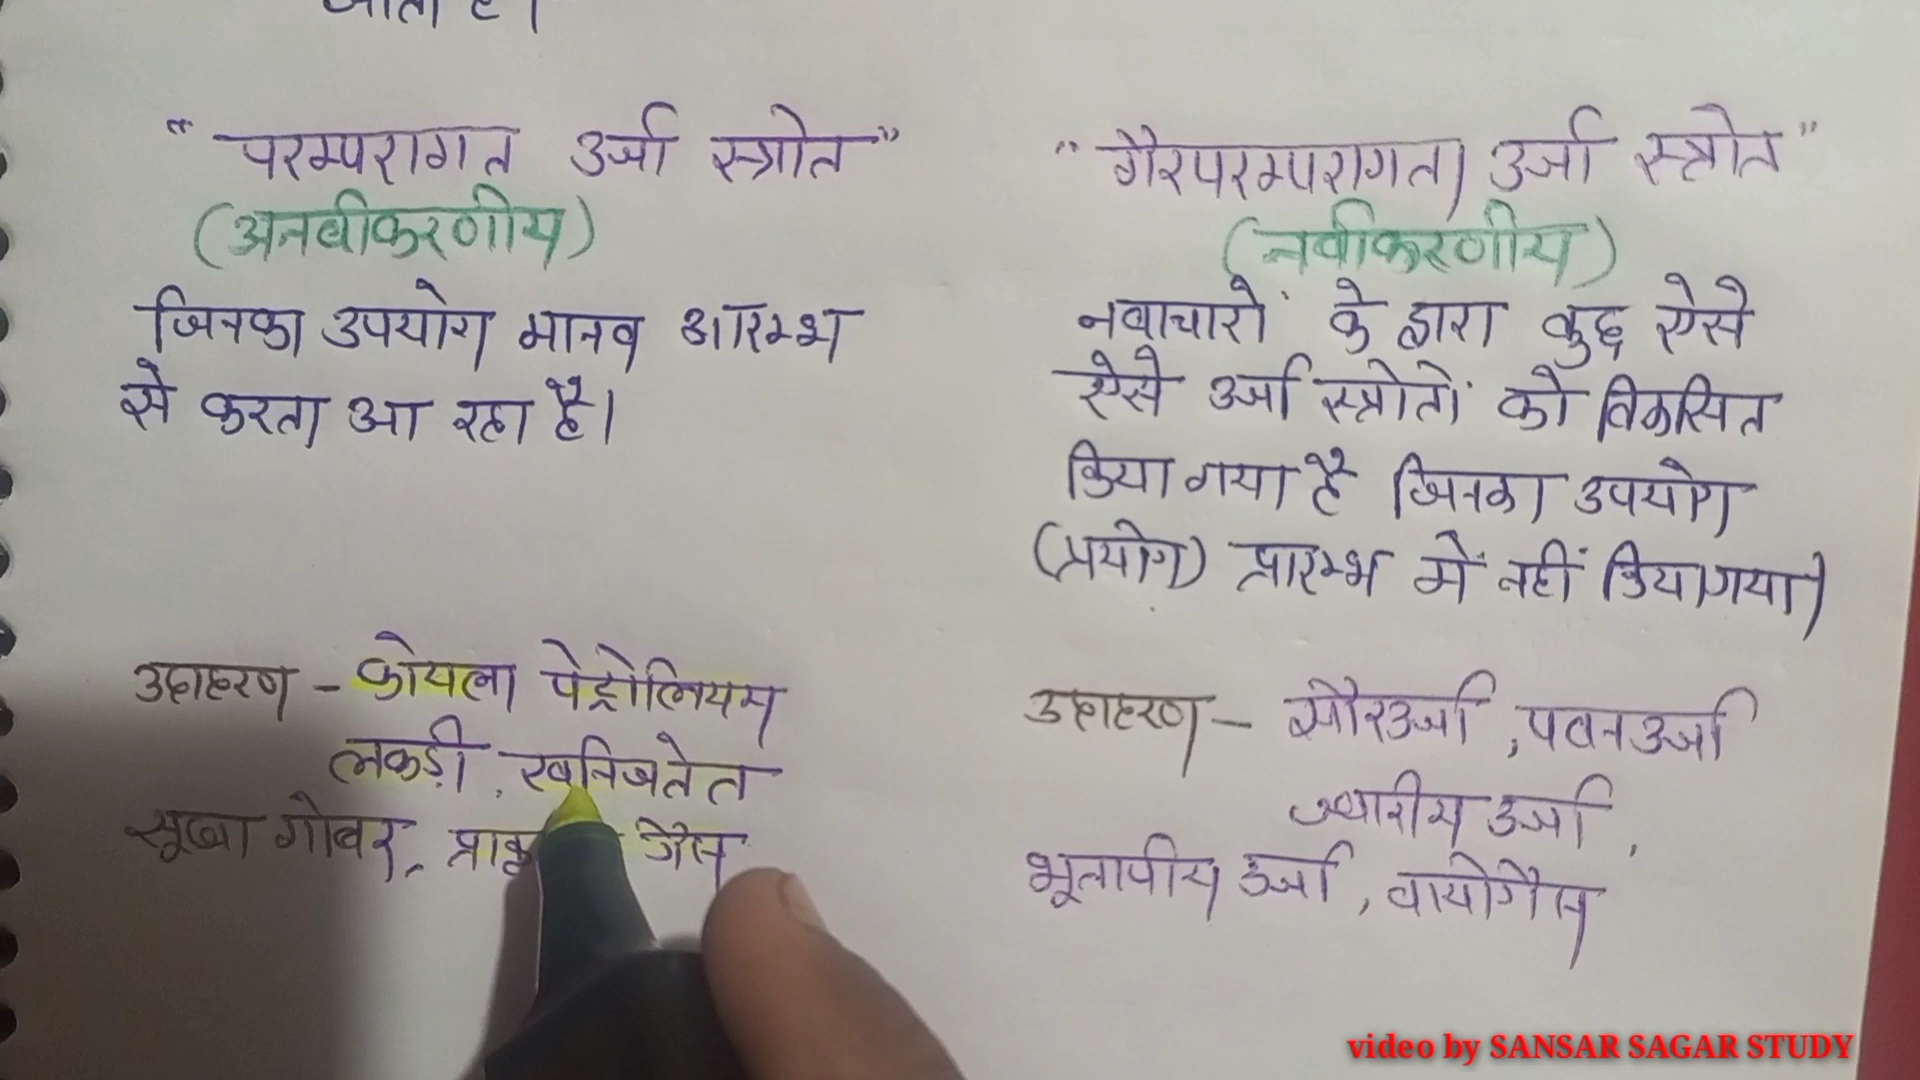 "परम्परागत उर्जा स्त्रोत"
(अनवीकरणीय)
जिनका उपयोग मानव आरम्भ
से करता आ रहा है।
उदाहरण - कोयला पेट्रोलियम
लकड़ी, खनिजतेल
सूखा गोबर, गैस
"गैरपरम्परागत उर्जा स्त्रोत"
(नवीकरणीय)
नवाचारों के द्वारा कुछ ऐसे
ऐसे उर्जा स्त्रोतों को विकसित
किया गया है जिनका उपयोग
(प्रयोग) प्रारम्भ में नहीं किया गया।
उदाहरण - सौरउर्जा, पवनउर्जा
ज्वारीय उर्जा,
भूतापीय उर्जा, वायोगैस
video by SANSAR SAGAR STUDY